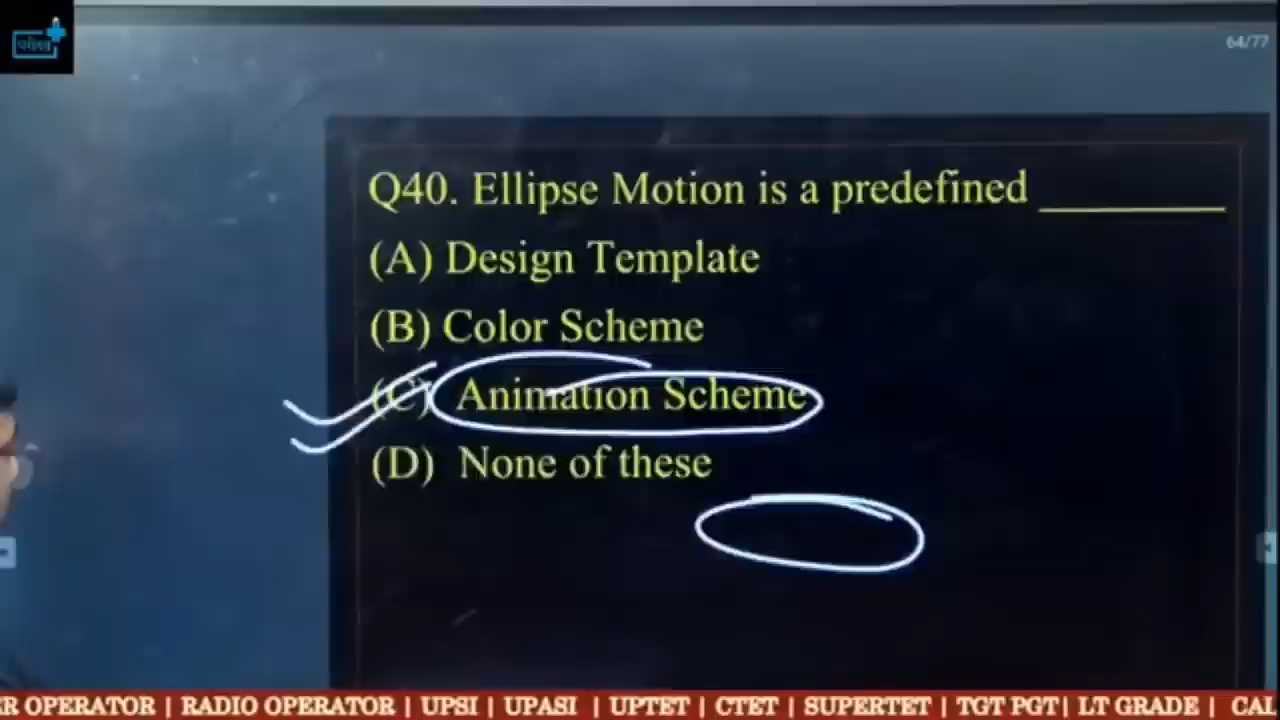 64/77
Q40. Ellipse Motion is a predefined ________
(A) Design Template
(B) Color Scheme
(C) Animation Scheme
(D) None of these
ER OPERATOR | RADIO OPERATOR | UPSI | UPASI | UPTET | CTET | SUPERTET | TGT PGT | LT GRADE | CAL